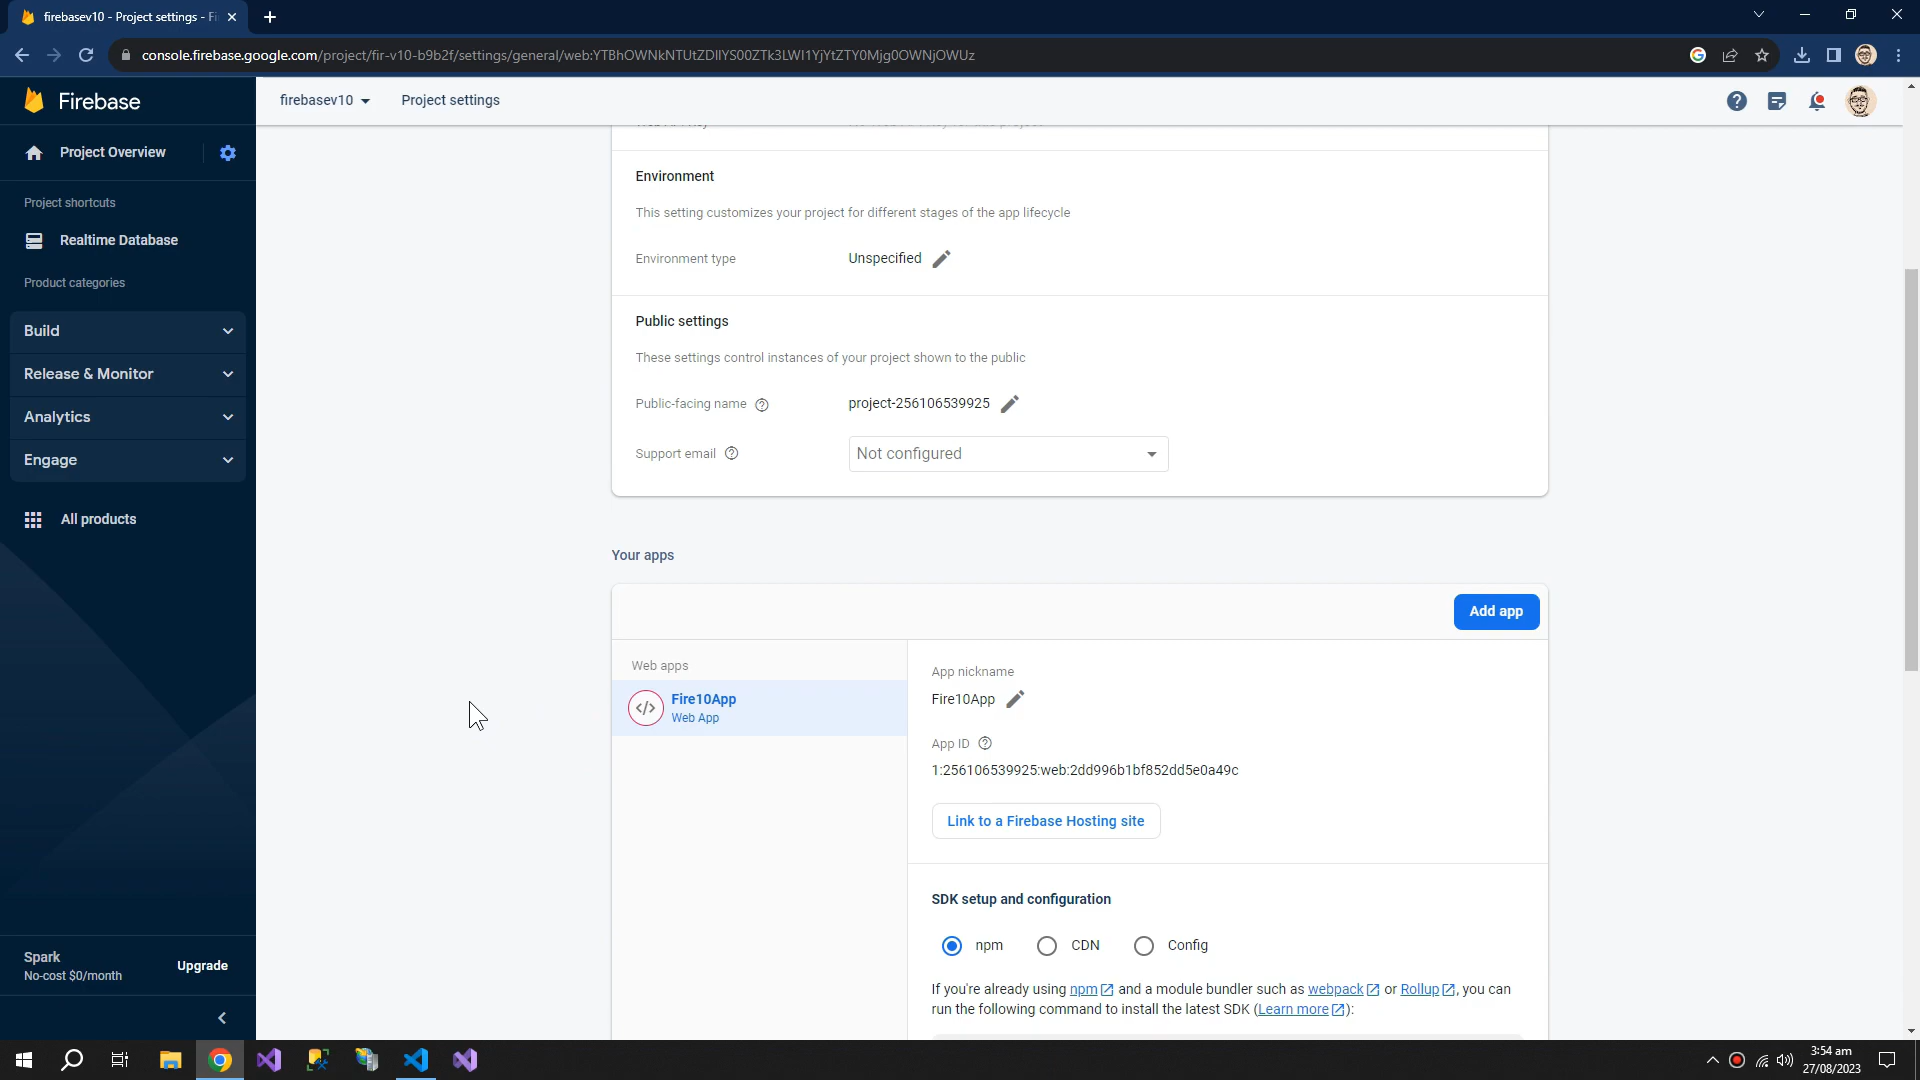 firebasev10 - Project settings - Fi
console.firebase.google.com/project/fir-v10-b9b2f/settings/general/web:YTBhOWNkNTUtZDllYS00ZTk3LWI1YjYtZTY0Mjg0OWNjOWUz
Firebase
firebasev10
Project settings
Project Overview
Project shortcuts
Realtime Database
Product categories
Build
Release & Monitor
Analytics
Engage
All products
Spark
No-cost $0/month
Upgrade
Environment
This setting customizes your project for different stages of the app lifecycle
Environment type
Unspecified
Public settings
These settings control instances of your project shown to the public
Public-facing name
project-256106539925
Support email
Not configured
Your apps
Add app
Web apps
Fire10App
Web App
App nickname
Fire10App
App ID
1:256106539925:web:2dd996b1bf852dd5e0a49c
Link to a Firebase Hosting site
SDK setup and configuration
npm
CDN
Config
If you're already using npm and a module bundler such as webpack or Rollup, you can
run the following command to install the latest SDK (Learn more):
3:54 am
27/08/2023